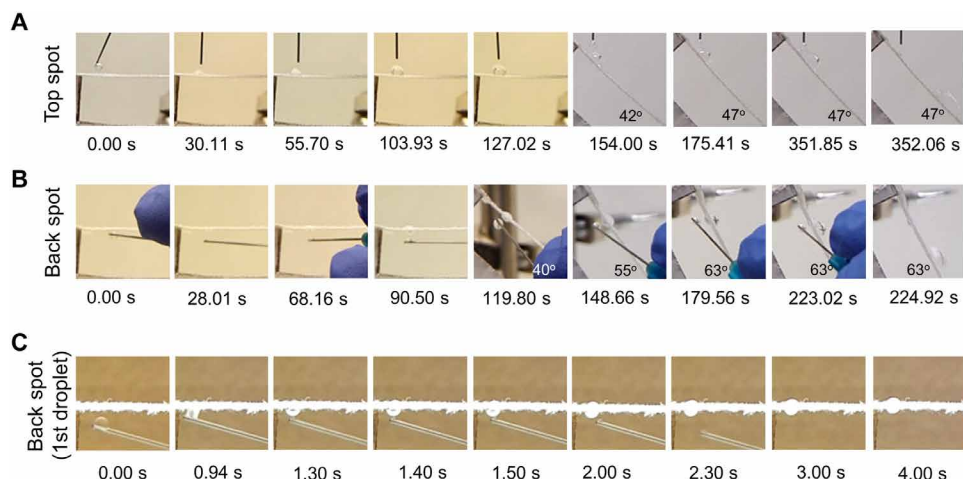 A
Top spot
42°
47°
47°
47°
0.00 s 30.11 s 55.70 s 103.93 s 127.02 s 154.00 s 175.41 s 351.85 s 352.06 s
B
Back spot
40°
55°
63°
63°
63°
0.00 s 28.01 s 68.16 s 90.50 s 119.80 s 148.66 s 179.56 s 223.02 s 224.92 s
C
Back spot
(1st droplet)
0.00 s 0.94 s 1.30 s 1.40 s 1.50 s 2.00 s 2.30 s 3.00 s 4.00 s